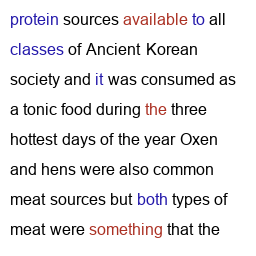 protein sources available to all
classes of Ancient Korean
society and it was consumed as
a tonic food during the three
hottest days of the year Oxen
and hens were also common
meat sources but both types of
meat were something that the